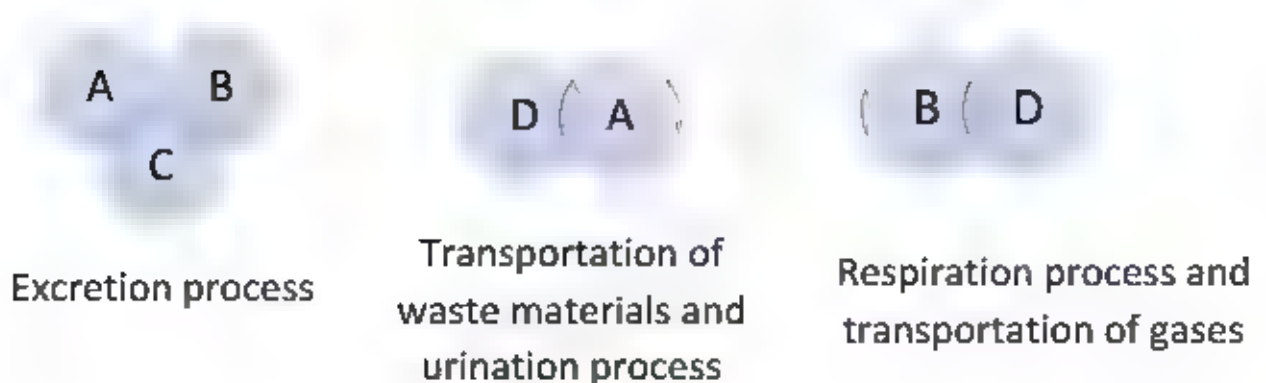 A B
C
Excretion process
D ( A )
Transportation of
waste materials and
urination process
( B ( D
Respiration process and
transportation of gases